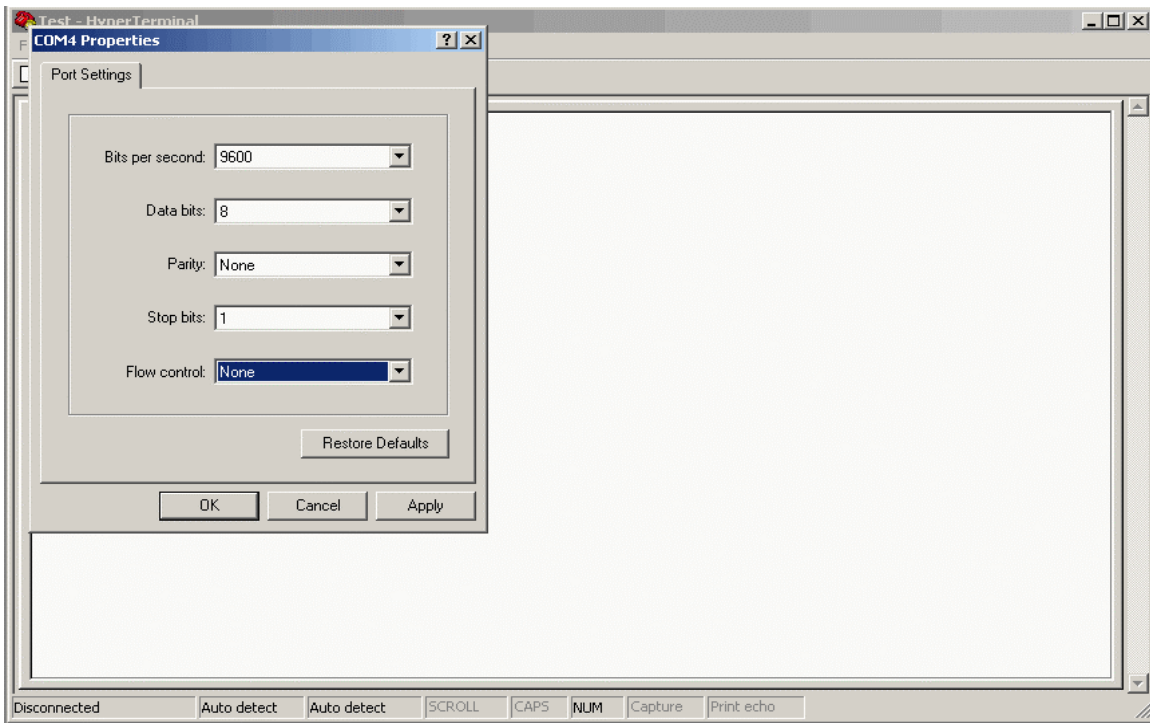 Test - HyperTerminal
COM4 Properties
F
Port Settings
Bits per second: 9600
Data bits: 8
Parity: None
Stop bits: 1
Flow control: None
Restore Defaults
OK Cancel Apply
Disconnected Auto detect Auto detect SCROLL CAPS NUM Capture Print echo